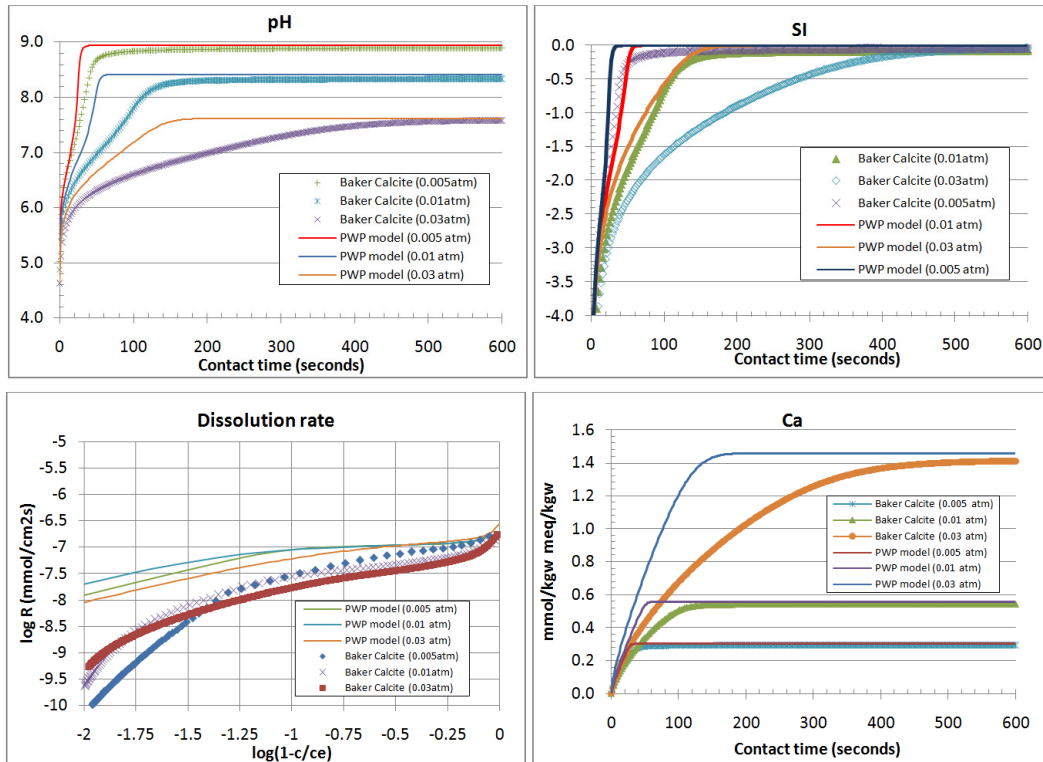 pH
9.0
8.0
7.0
6.0
5.0
4.0
0 100 200 300 400 500 600
Contact time (seconds)
Baker Calcite (0.005atm)
Baker Calcite (0.01atm)
Baker Calcite (0.03atm)
PWP model (0.005 atm)
PWP model (0.01 atm)
PWP model (0.03 atm)
SI
0.0
-0.5
-1.0
-1.5
-2.0
-2.5
-3.0
-3.5
-4.0
0 100 200 300 400 500 600
Contact time (seconds)
Baker Calcite (0.01atm)
Baker Calcite (0.03atm)
Baker Calcite (0.005atm)
PWP model (0.01 atm)
PWP model (0.03 atm)
PWP model (0.005 atm)
Dissolution rate
log R (mmol/cm2s)
-5
-5.5
-6
-6.5
-7
-7.5
-8
-8.5
-9
-9.5
-10
-2 -1.75 -1.5 -1.25 -1 -0.75 -0.5 -0.25 0
log(1-c/ce)
PWP model (0.005 atm)
PWP model (0.01 atm)
PWP model (0.03 atm)
Baker Calcite (0.005atm)
Baker Calcite (0.01atm)
Baker Calcite (0.03atm)
Ca
mmol/kgw meq/kgw
1.6
1.4
1.2
1.0
0.8
0.6
0.4
0.2
0.0
0 100 200 300 400 500 600
Contact time (seconds)
Baker Calcite (0.005 atm)
Baker Calcite (0.01 atm)
Baker Calcite (0.03 atm)
PWP model (0.005 atm)
PWP model (0.01 atm)
PWP model (0.03 atm)